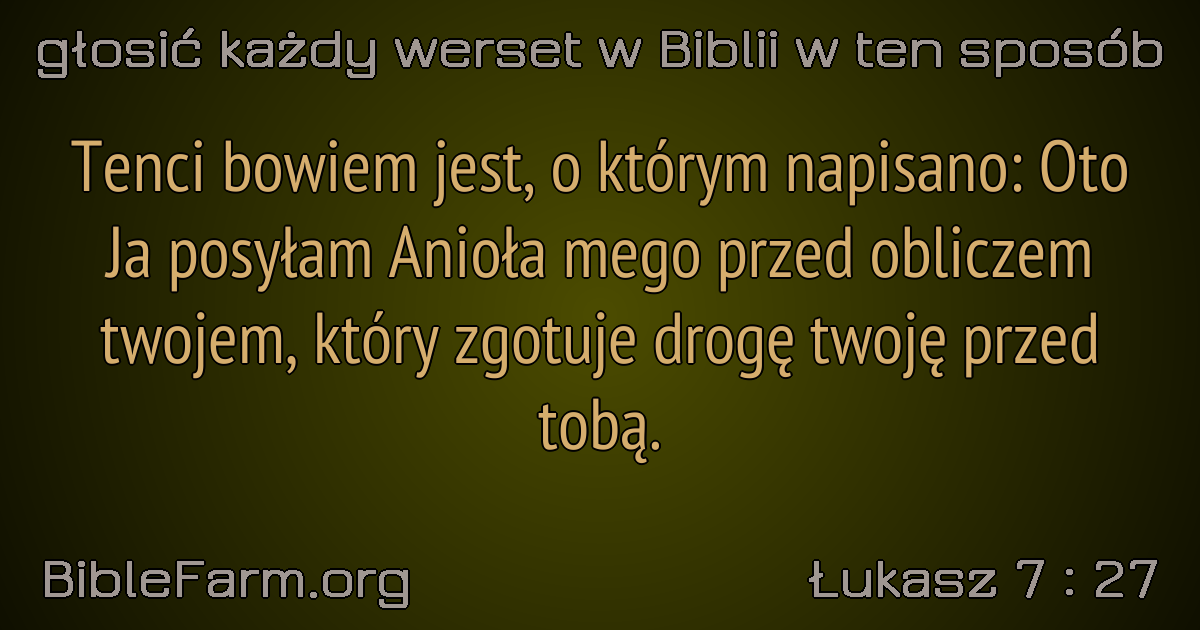 głosić każdy werset w Biblii w ten sposób
Tenci bowiem jest, o którym napisano: Oto
Ja posyłam Anioła mego przed obliczem
twojem, który zgotuje drogę twoję przed
tobą.
BibleFarm.org
Łukasz 7 : 27